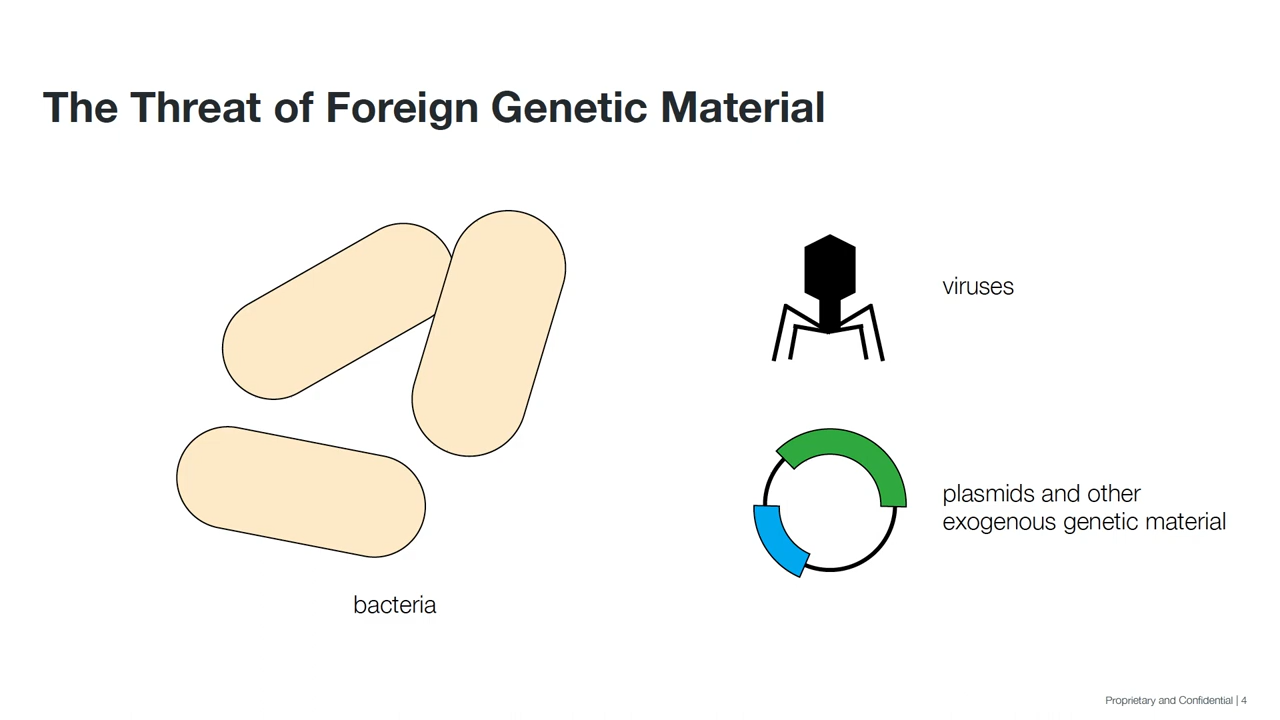 The Threat of Foreign Genetic Material
viruses
plasmids and other
exogenous genetic material
bacteria
Proprietary and Confidential | 4